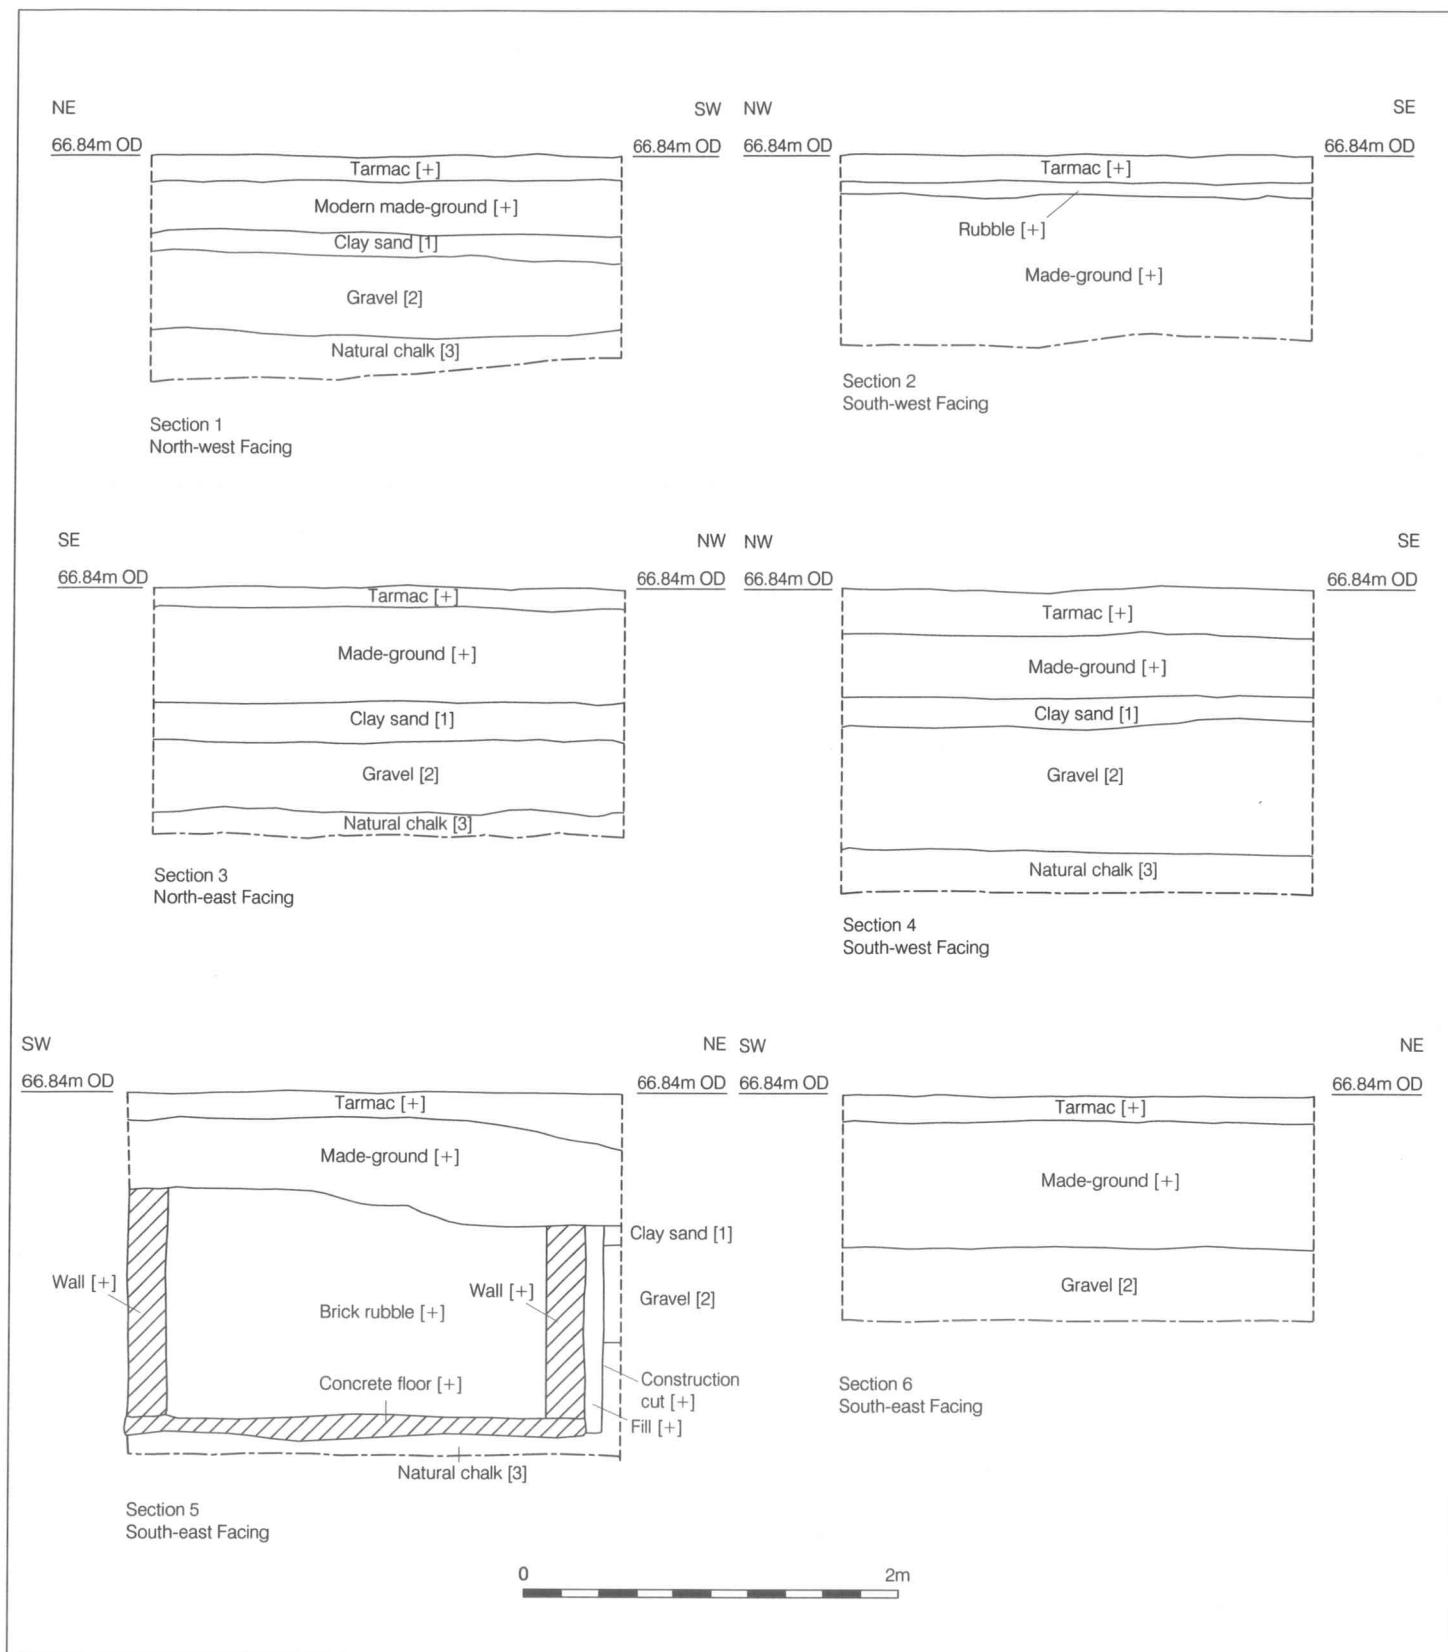 NE
SW
66.84m OD
66.84m OD
Tarmac [+]
Modern made-ground [+]
Clay sand [1]
Gravel [2]
Natural chalk [3]
Section 1
North-west Facing
NW
SE
66.84m OD
66.84m OD
Tarmac [+]
Rubble [+]
Made-ground [+]
Section 2
South-west Facing
SE
NW
66.84m OD
66.84m OD
Tarmac [+]
Made-ground [+]
Clay sand [1]
Gravel [2]
Natural chalk [3]
Section 3
North-east Facing
NW
SE
66.84m OD
66.84m OD
Tarmac [+]
Made-ground [+]
Clay sand [1]
Gravel [2]
Natural chalk [3]
Section 4
South-west Facing
SW
NE
66.84m OD
66.84m OD
Tarmac [+]
Made-ground [+]
Clay sand [1]
Wall [+]
Wall [+]
Gravel [2]
Brick rubble [+]
Concrete floor [+]
Construction
cut [+]
Fill [+]
Natural chalk [3]
Section 5
South-east Facing
SW
NE
66.84m OD
66.84m OD
Tarmac [+]
Made-ground [+]
Gravel [2]
Section 6
South-east Facing
0
2m